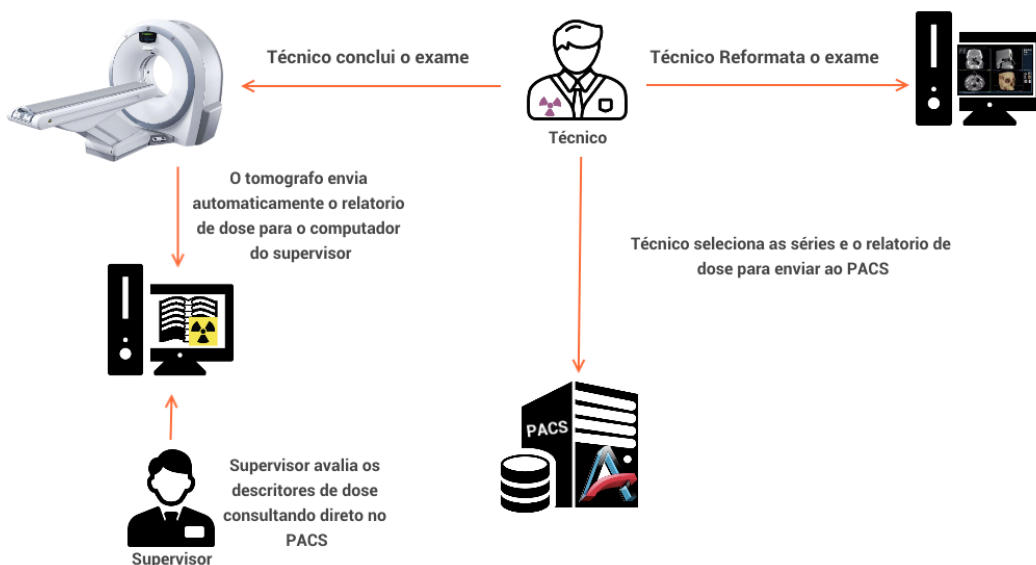 Técnico conclui o exame
Técnico Reformata o exame
Técnico
O tomografo envia
automaticamente o relatorio
de dose para o computador
do supervisor
Técnico seleciona as séries e o relatorio de
dose para enviar ao PACS
PACS
Supervisor avalia os
descritores de dose
consultando direto no
PACS
Supervisor